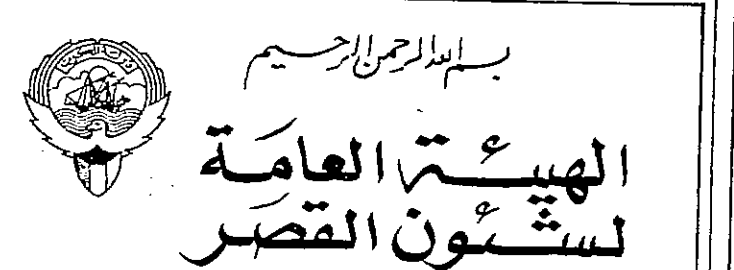 بسم الله الرحمن الرحيم
الهيئة العامة
لشئون القصر